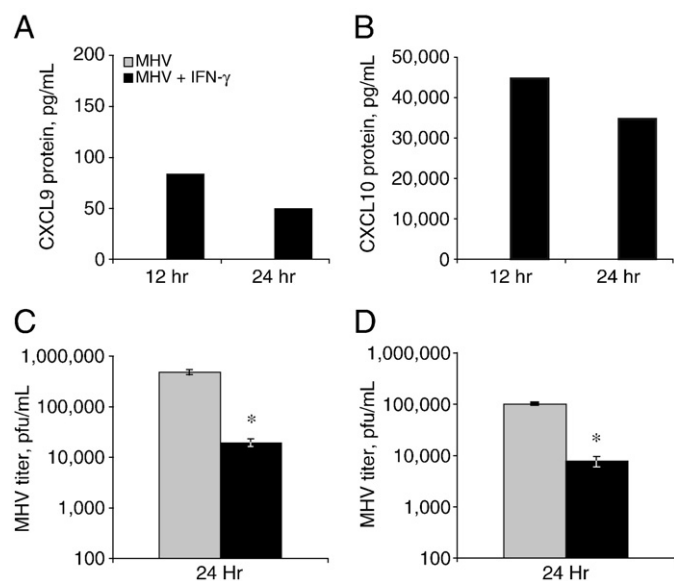 A
CXCL9 protein, pg/mL
200
150
100
50
0
MHV
MHV + IFN-γ
12 hr 24 hr
B
CXCL10 protein, pg/mL
50,000
40,000
30,000
20,000
10,000
0
12 hr 24 hr
C
MHV titer, pfu/mL
1,000,000
100,000
10,000
1,000
100
*
24 Hr
D
MHV titer, pfu/mL
1,000,000
100,000
10,000
1,000
100
*
24 Hr